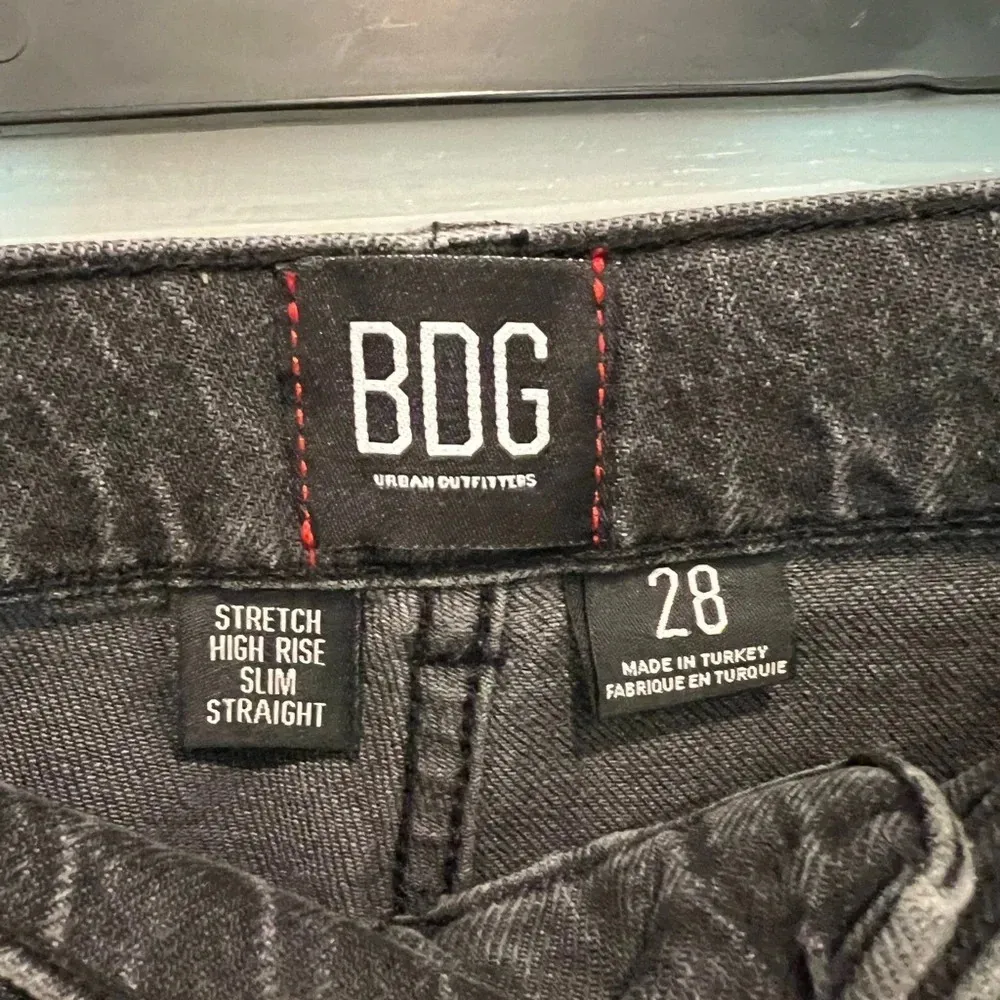 BDG
URBAN OUTFITTERS
STRETCH
HIGH RISE
SLIM
STRAIGHT
28
MADE IN TURKEY
FABRIQUE EN TURQUIE